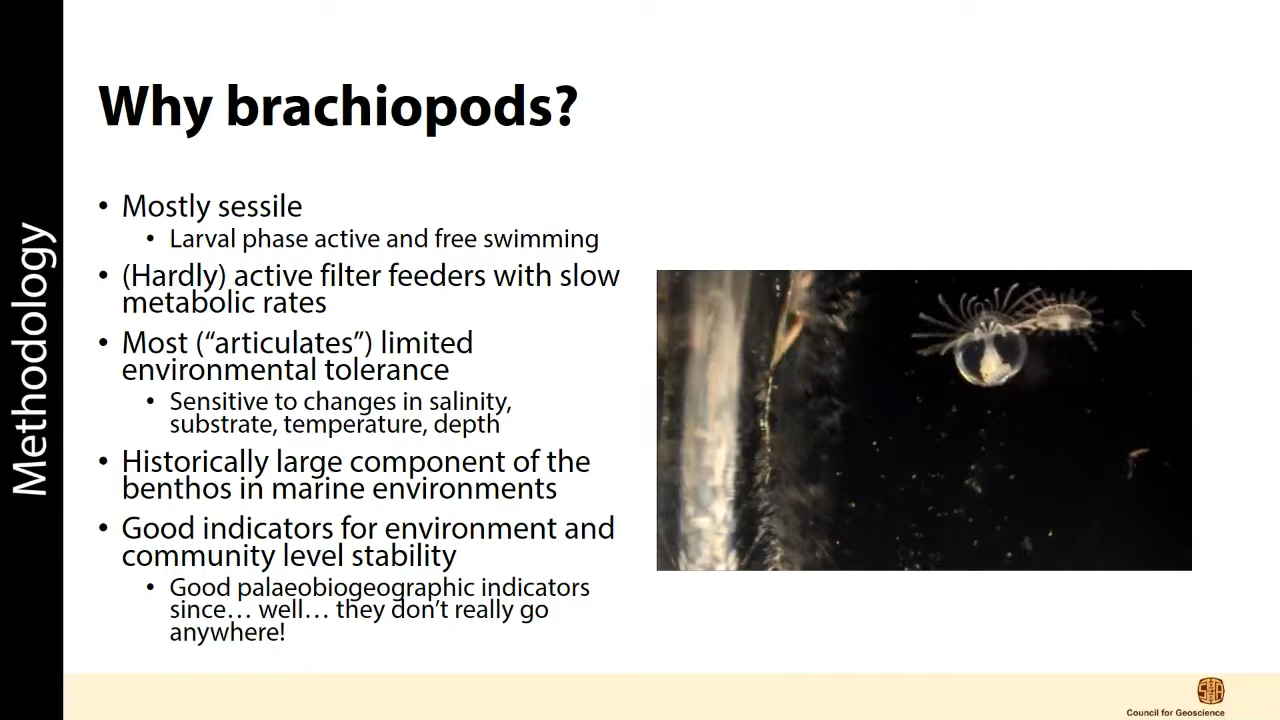 Methodology
Why brachiopods?
• Mostly sessile
• Larval phase active and free swimming
• (Hardly) active filter feeders with slow
metabolic rates
• Most (“articulates”) limited
environmental tolerance
• Sensitive to changes in salinity,
substrate, temperature, depth
• Historically large component of the
benthos in marine environments
• Good indicators for environment and
community level stability
• Good palaeobiogeographic indicators
since… well… they don’t really go
anywhere!
Council for Geoscience